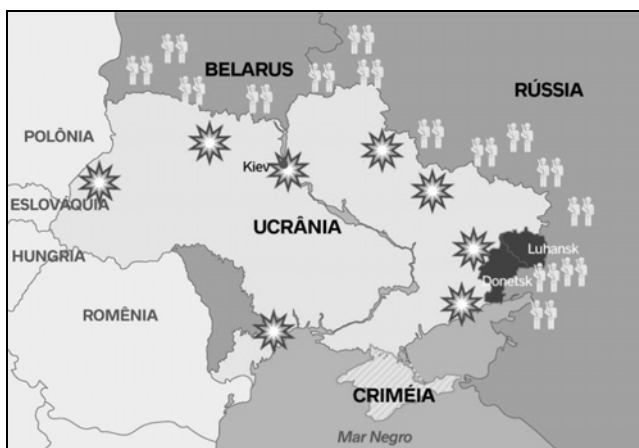 BELARUS
RÚSSIA
POLÔNIA
Kiev
ESLOVÁQUIA
UCRÂNIA
HUNGRIA
Luhansk
Donetsk
ROMÊNIA
CRIMÉIA
Mar Negro